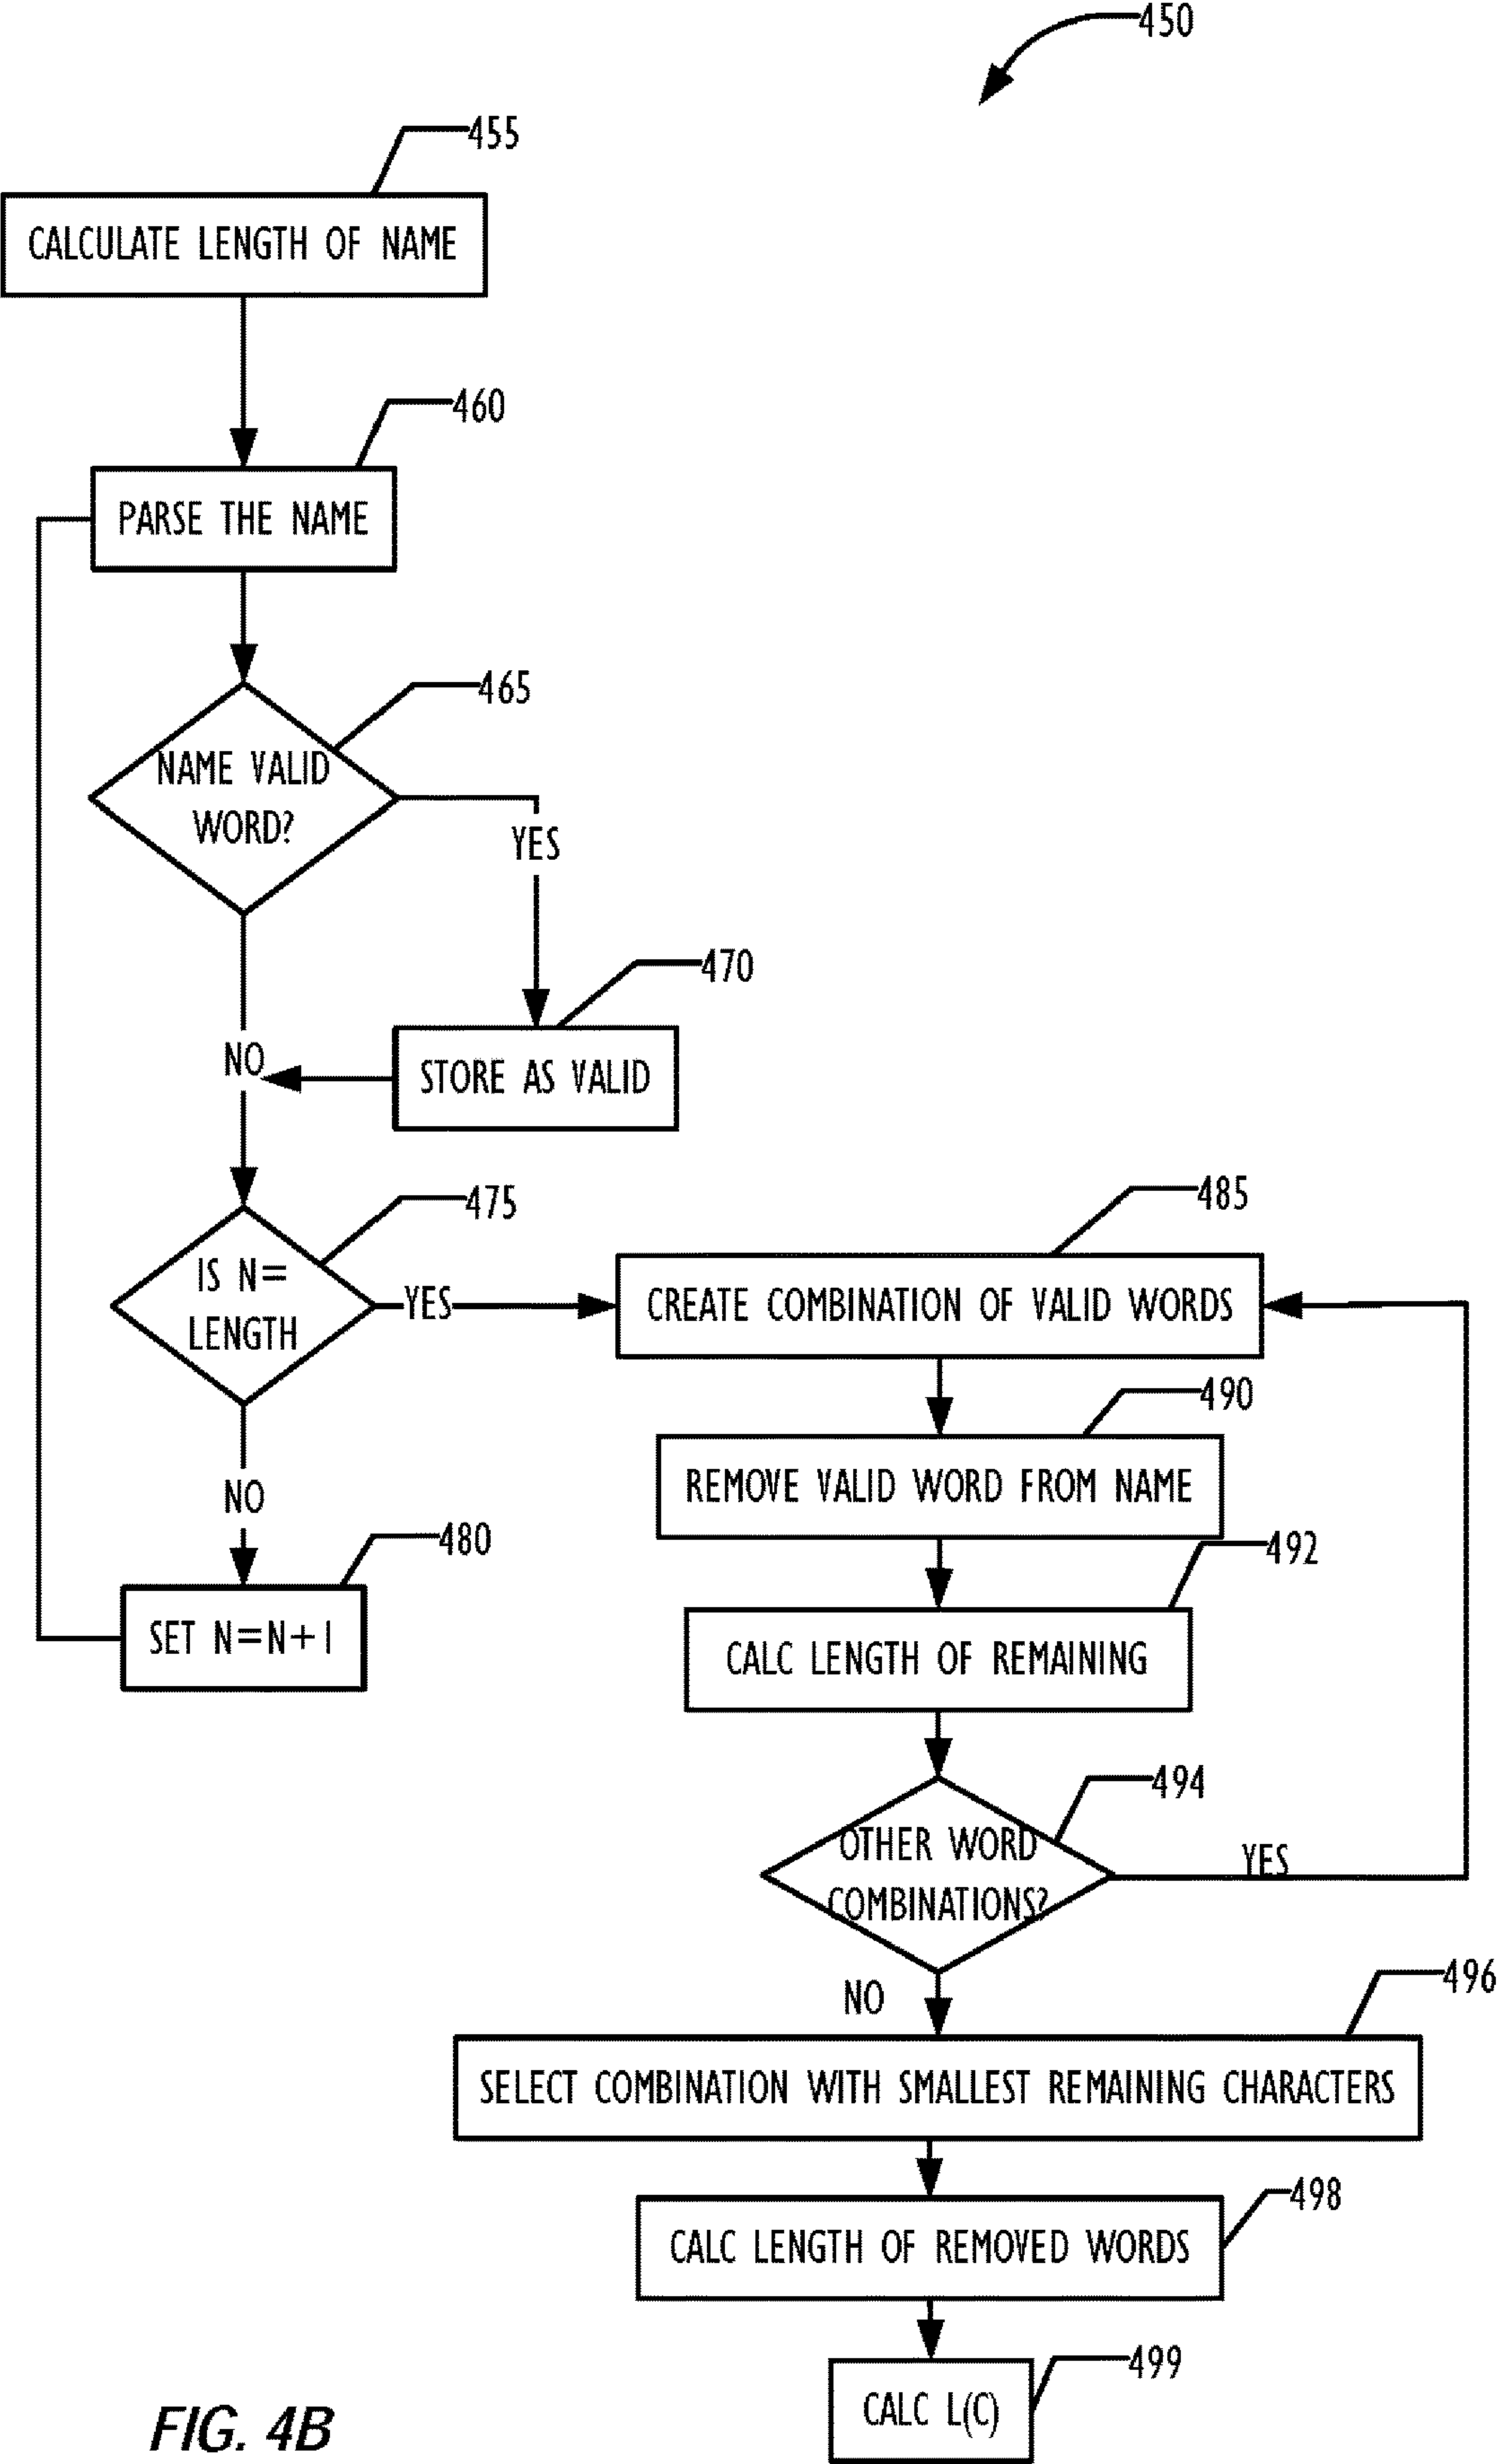 450
455
CALCULATE LENGTH OF NAME
460
PARSE THE NAME
465
NAME VALID
WORD?
YES
470
NO
STORE AS VALID
475
IS N=
LENGTH
YES
485
CREATE COMBINATION OF VALID WORDS
490
REMOVE VALID WORD FROM NAME
NO
480
SET N=N+1
492
CALC LENGTH OF REMAINING
494
OTHER WORD
COMBINATIONS?
YES
NO
496
SELECT COMBINATION WITH SMALLEST REMAINING CHARACTERS
498
CALC LENGTH OF REMOVED WORDS
499
CALC L(C)
FIG. 4B